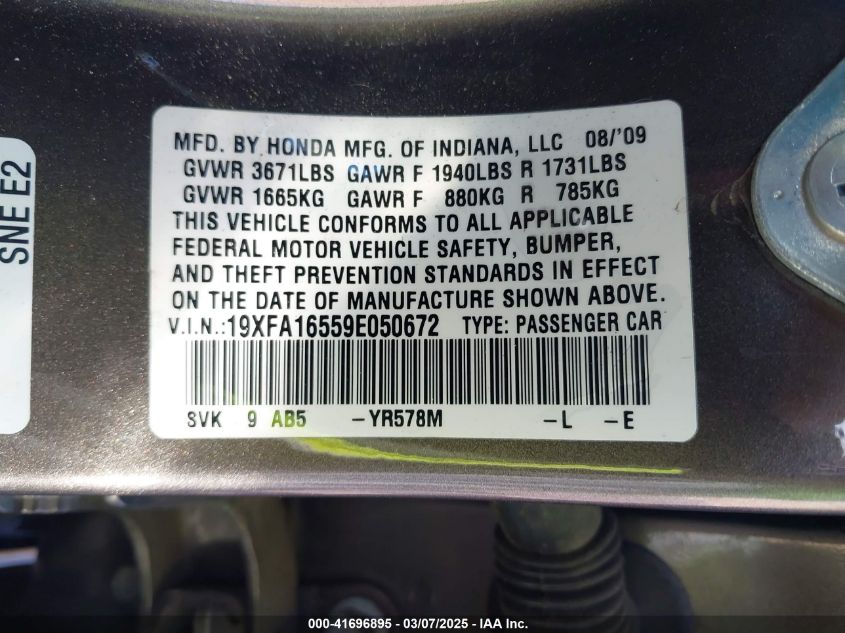 MFD. BY HONDA MFG. OF INDIANA, LLC 08/'09
GVWR 3671LBS GAWR F 1940LBS R 1731LBS
GVWR 1665KG GAWR F 880KG R 785KG
THIS VEHICLE CONFORMS TO ALL APPLICABLE
FEDERAL MOTOR VEHICLE SAFETY, BUMPER,
AND THEFT PREVENTION STANDARDS IN EFFECT
ON THE DATE OF MANUFACTURE SHOWN ABOVE.
V.I.N.:19XFA16559E050672 TYPE: PASSENGER CAR
SVK 9 AB5 -YR578M -L -E
SNE E2
000-41696895 — 03/07/2025 - IAAI Inc.